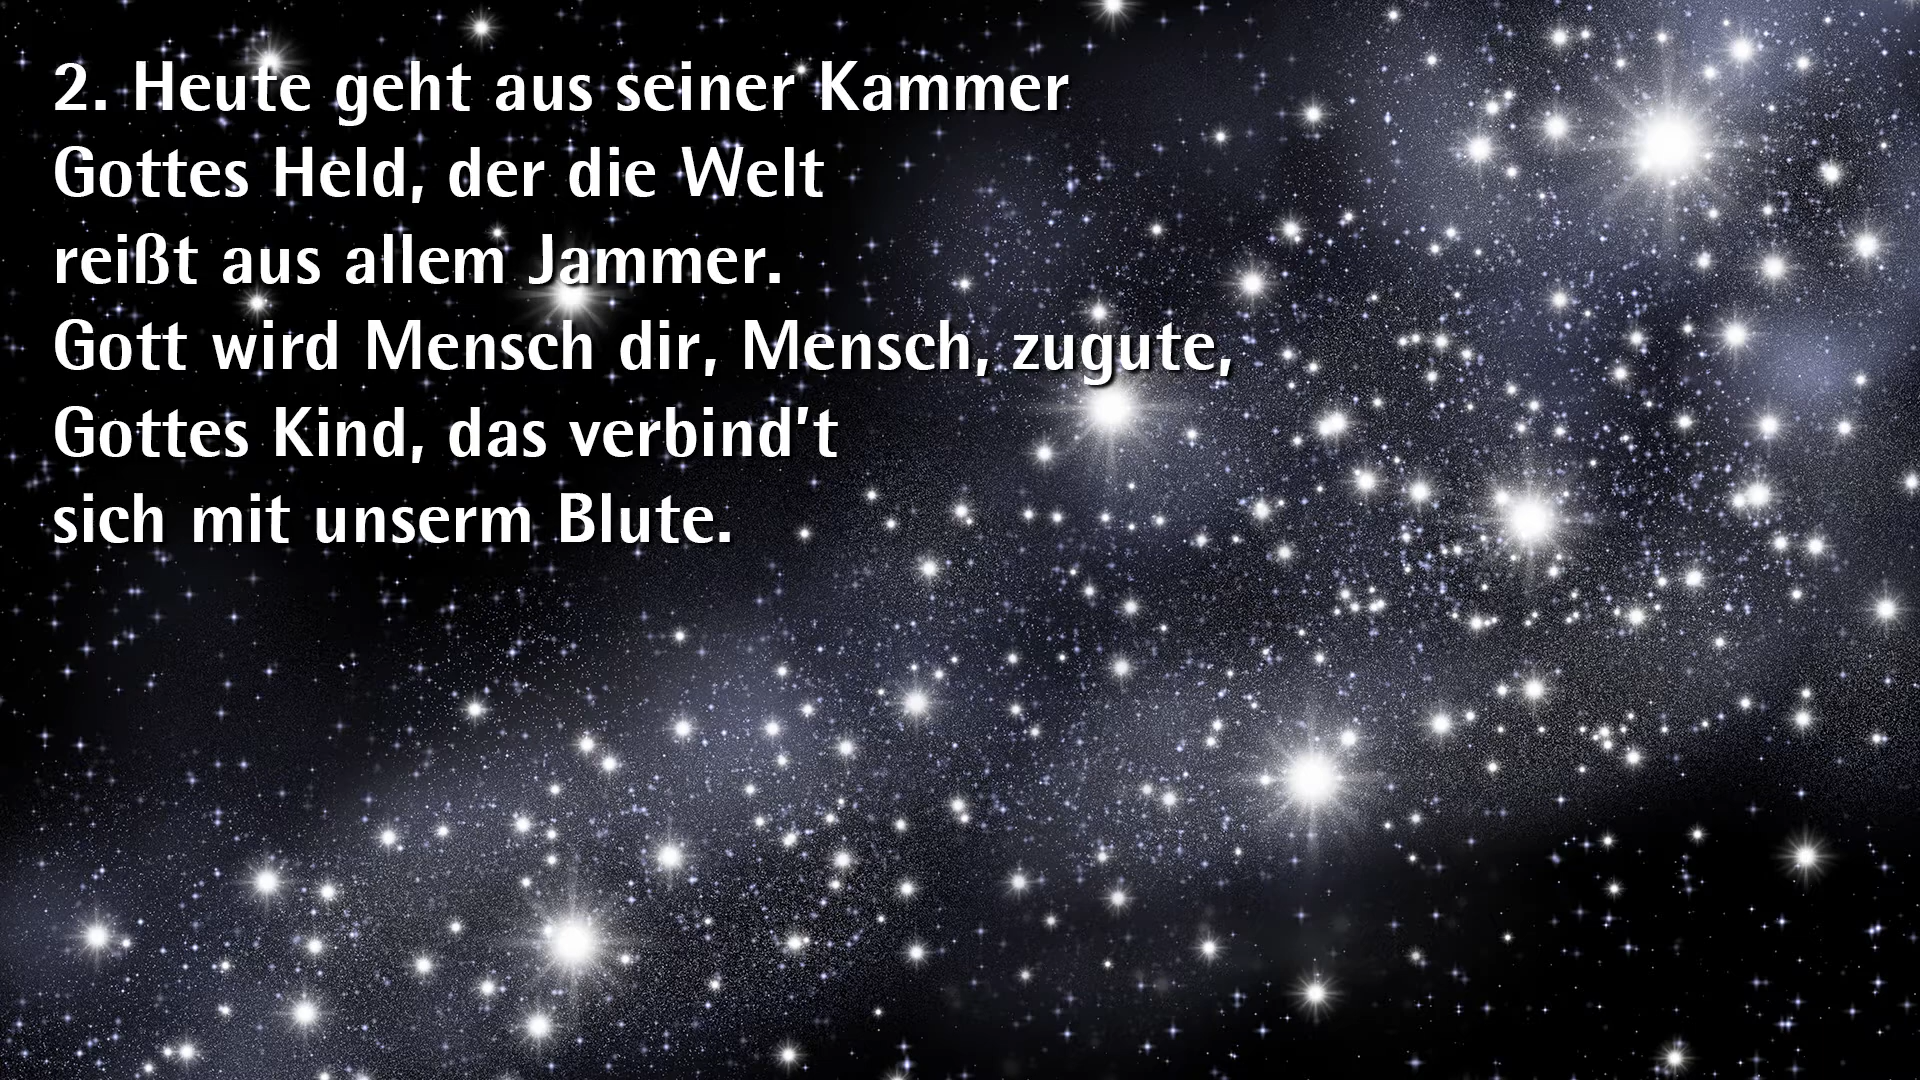 2. Heute geht aus seiner Kammer
Gottes Held, der die Welt
reißt aus allem Jammer.
Gott wird Mensch dir, Mensch, zugute,
Gottes Kind, das verbind’t
sich mit unserm Blute.